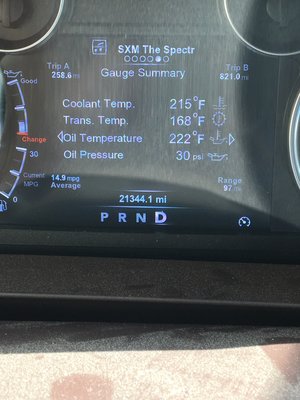 SXM The Spectr
Trip A
258.6 mi
Trip B
821.0 mi
Gauge Summary
Good
Change
30
0
Coolant Temp. 215°F
Trans. Temp. 168°F
Oil Temperature 222°F
Oil Pressure 30 psi
Current
MPG
14.9 mpg
Average
Range
97 mi
21344.1 mi
P R N D